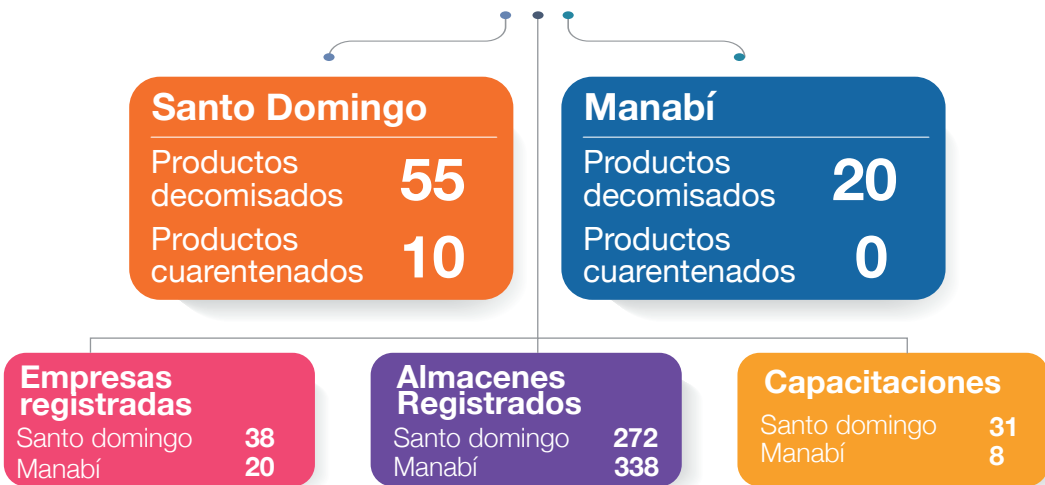 Santo Domingo
Productos
decomisados 55
Productos
cuarentenados 10
Manabí
Productos
decomisados 20
Productos
cuarentenados 0
Empresas
registradas
Santo domingo 38
Manabí 20
Almacenes
Registrados
Santo domingo 272
Manabí 338
Capacitaciones
Santo domingo 31
Manabí 8